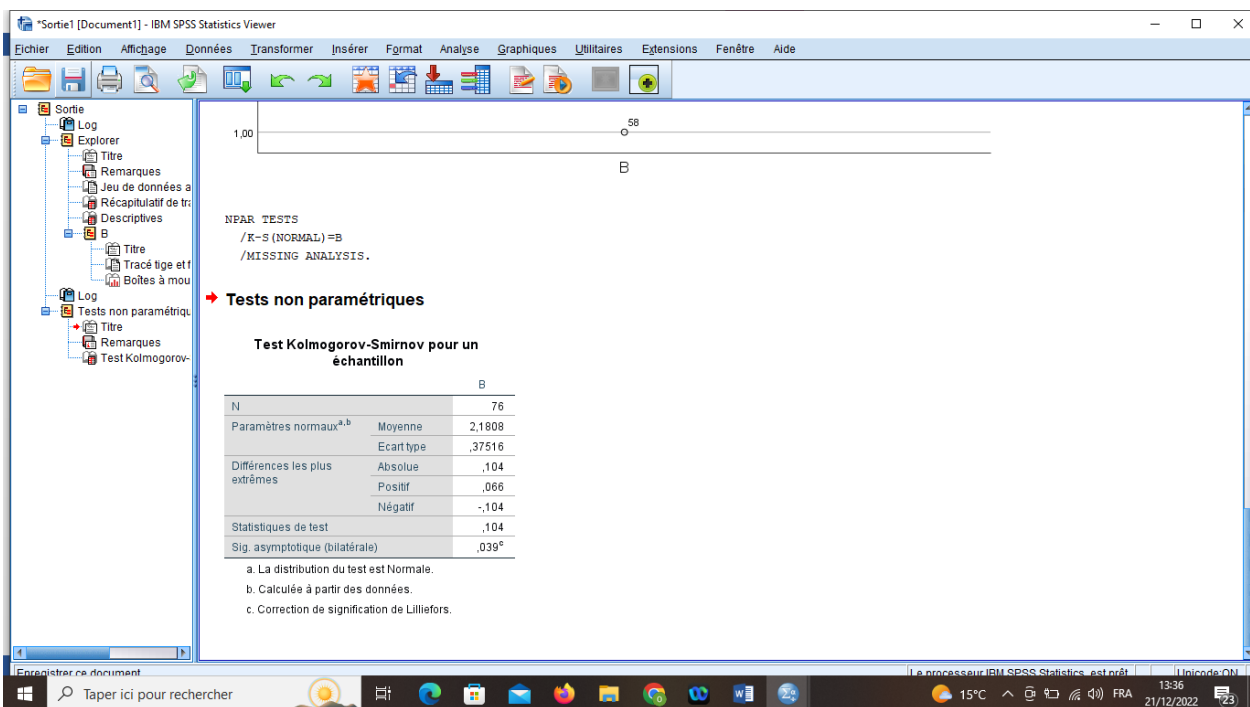 *Sortie1 [Document1] - IBM SPSS Statistics Viewer
Fichier Edition Affichage Données Transformer Insérer Format Analyse Graphiques Utilitaires Extensions Fenêtre Aide
Sortie
Log
Explorer
Titre
Remarques
Jeu de données a
Récapitulatif de tra
Descriptives
B
Titre
Tracé tige et f
Boîtes à mou
Log
Tests non paramétriqu
Titre
Remarques
Test Kolmogorov-
1,00
58
B
NPAR TESTS
/K-S(NORMAL)=B
/MISSING ANALYSIS.
Tests non paramétriques
Test Kolmogorov-Smirnov pour un
échantillon
B
N 76
Paramètres normaux a,b Moyenne 2,1808
Ecart type ,37516
Différences les plus extrêmes Absolue ,104
Positif ,066
Négatif -,104
Statistiques de test ,104
Sig. asymptotique (bilatérale) ,039c
a. La distribution du test est Normale.
b. Calculée à partir des données.
c. Correction de signification de Lilliefors.
Enregistrer ce document
Le processeur IBM SPSS Statistics est prêt Unicode:ON
Taper ici pour rechercher
15°C FRA 13:36
21/12/2022
23